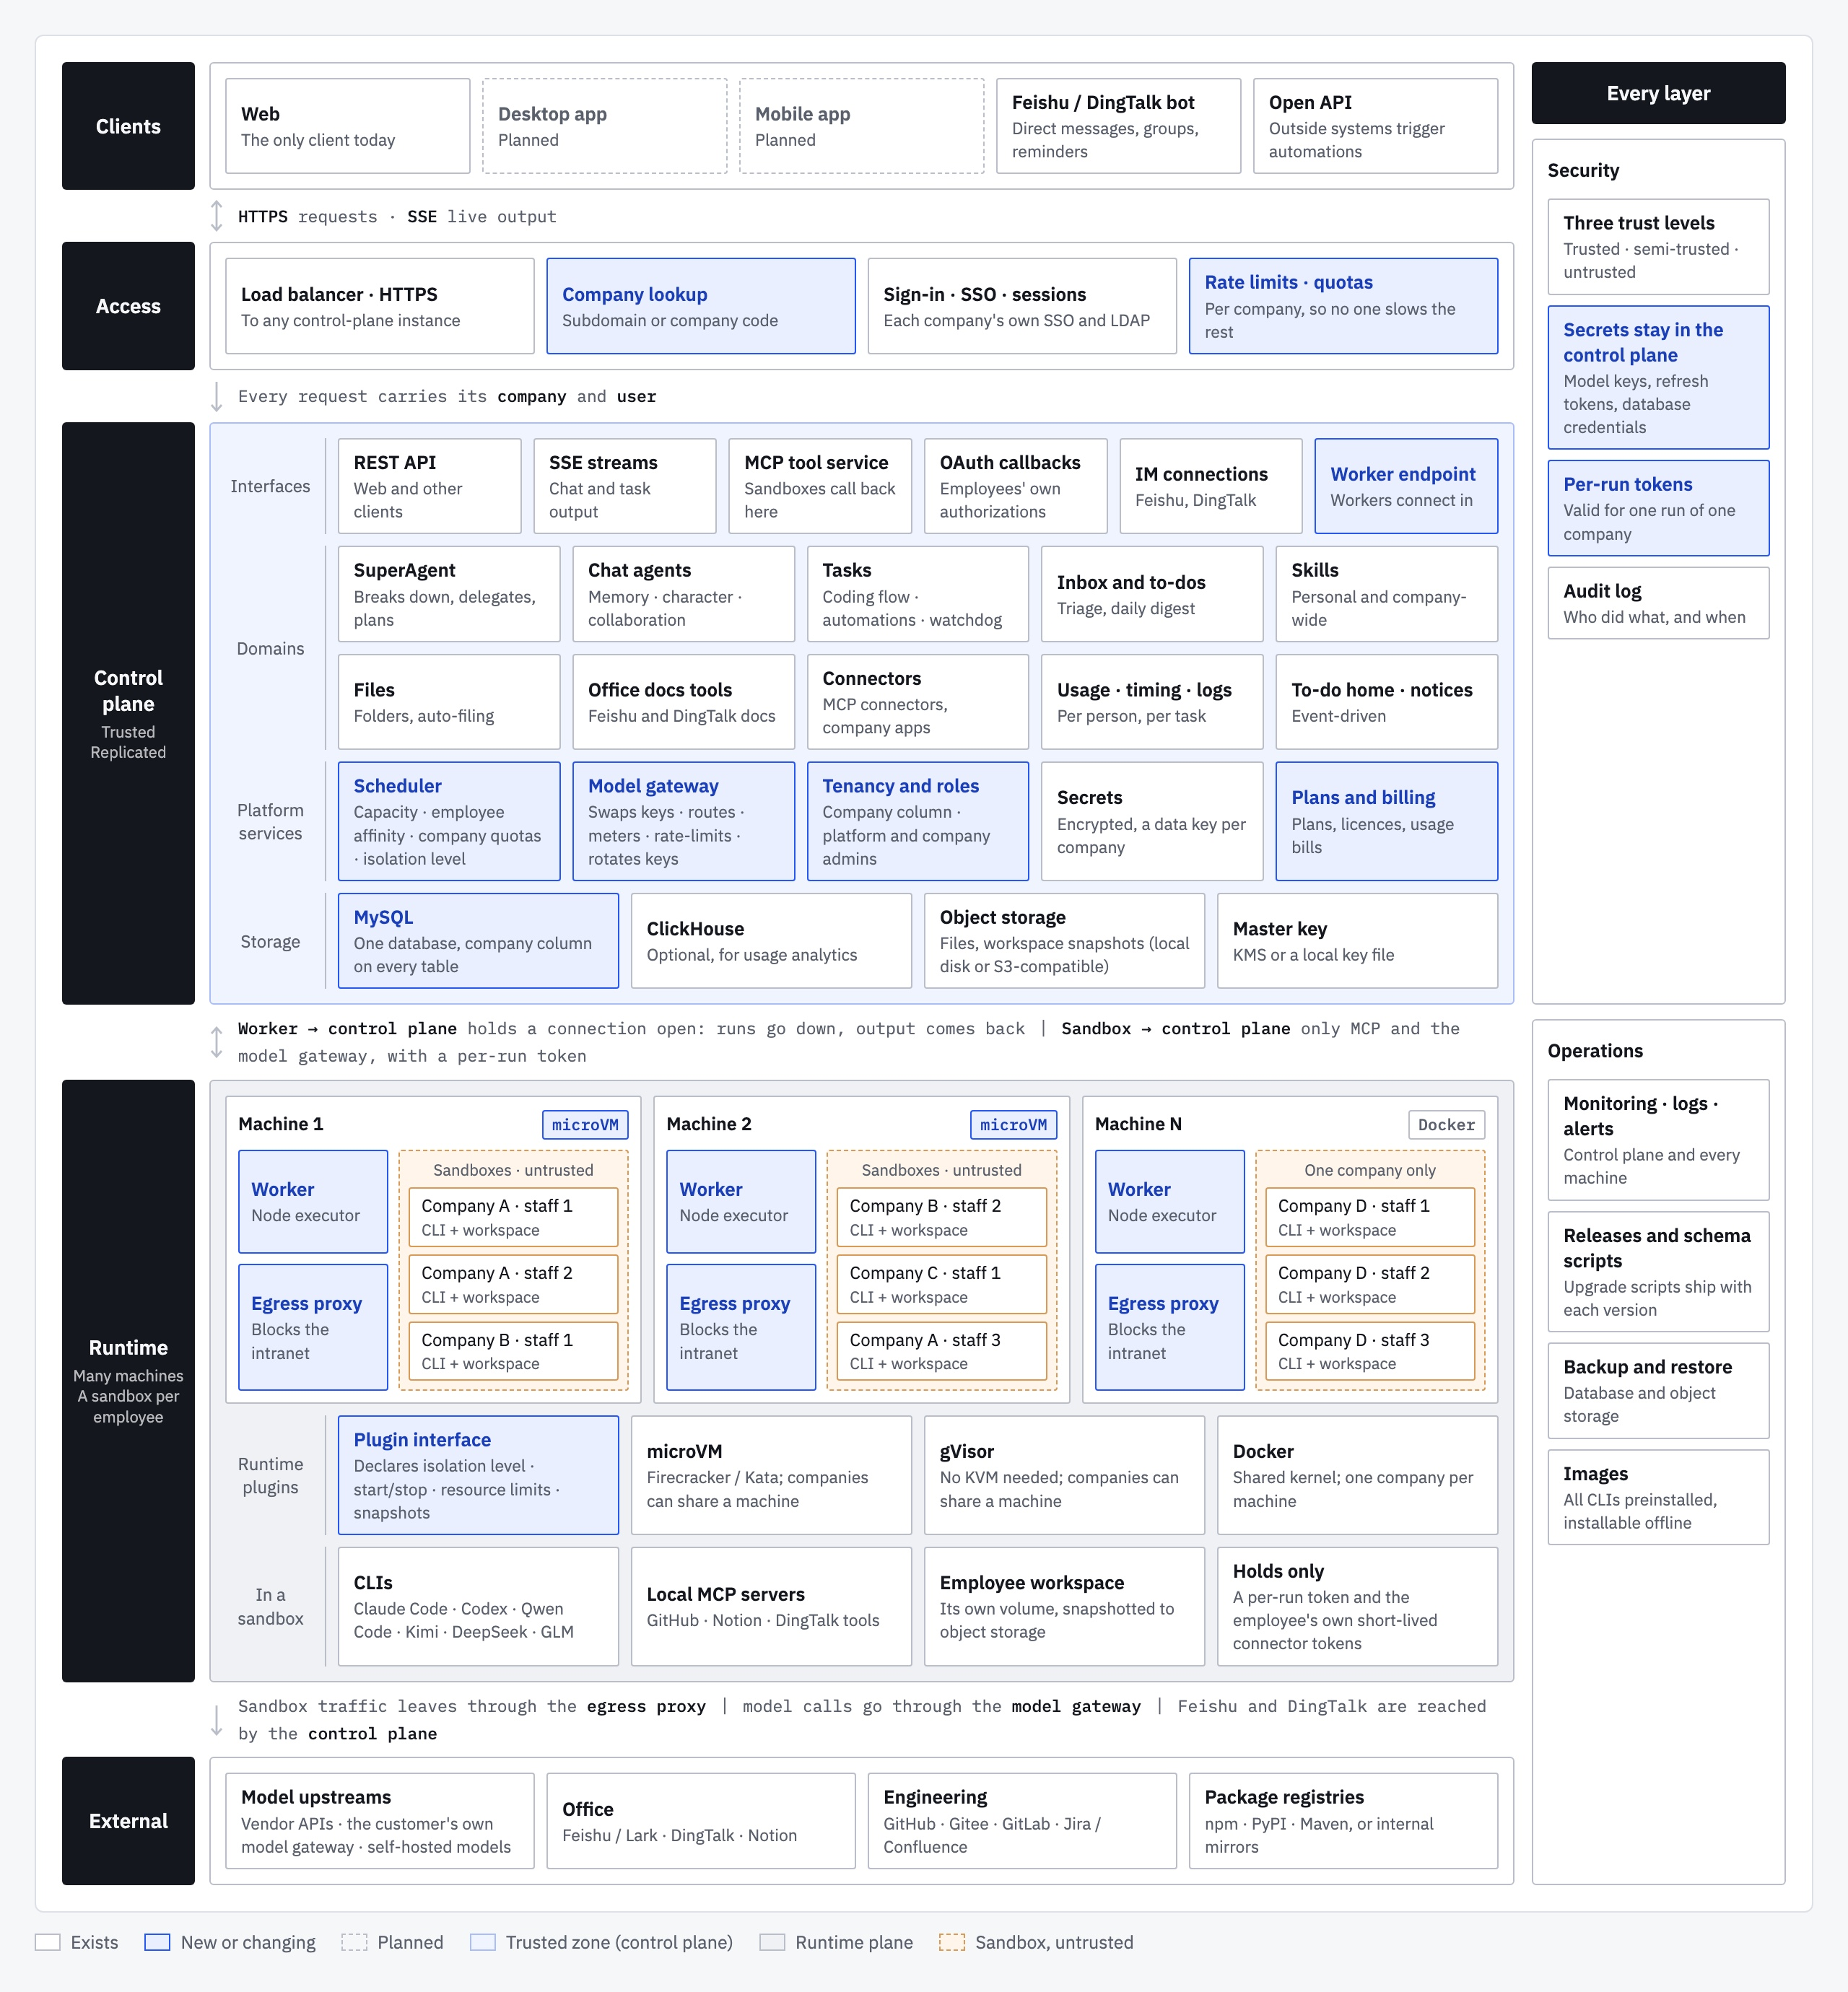 Clients
Web
The only client today
Desktop app
Planned
Mobile app
Planned
Feishu / DingTalk bot
Direct messages, groups,
reminders
Open API
Outside systems trigger
automations
HTTPS requests · SSE live output
Access
Load balancer · HTTPS
To any control-plane instance
Company lookup
Subdomain or company code
Sign-in · SSO · sessions
Each company's own SSO and LDAP
Rate limits · quotas
Per company, so no one slows the
rest
Every request carries its company and user
Control
plane
Trusted
Replicated
Interfaces
REST API
Web and other
clients
SSE streams
Chat and task
output
MCP tool service
Sandboxes call back
here
OAuth callbacks
Employees' own
authorizations
IM connections
Feishu, DingTalk
Worker endpoint
Workers connect in
Domains
SuperAgent
Breaks down, delegates,
plans
Chat agents
Memory · character ·
collaboration
Tasks
Coding flow ·
automations · watchdog
Inbox and to-dos
Triage, daily digest
Skills
Personal and company-
wide
Files
Folders, auto-filing
Office docs tools
Feishu and DingTalk docs
Connectors
MCP connectors,
company apps
Usage · timing · logs
Per person, per task
To-do home · notices
Event-driven
Platform
services
Scheduler
Capacity · employee
affinity · company quotas
· isolation level
Model gateway
Swaps keys · routes ·
meters · rate-limits ·
rotates keys
Tenancy and roles
Company column ·
platform and company
admins
Secrets
Encrypted, a data key per
company
Plans and billing
Plans, licences, usage
bills
Storage
MySQL
One database, company column
on every table
ClickHouse
Optional, for usage analytics
Object storage
Files, workspace snapshots (local
disk or S3-compatible)
Master key
KMS or a local key file
Worker → control plane holds a connection open: runs go down, output comes back | Sandbox → control plane only MCP and the
model gateway, with a per-run token
Runtime
Many machines
A sandbox per
employee
Machine 1
microVM
Worker
Node executor
Egress proxy
Blocks the
intranet
Sandboxes · untrusted
Company A · staff 1
CLI + workspace
Company A · staff 2
CLI + workspace
Company B · staff 1
CLI + workspace
Machine 2
microVM
Worker
Node executor
Egress proxy
Blocks the
intranet
Sandboxes · untrusted
Company B · staff 2
CLI + workspace
Company C · staff 1
CLI + workspace
Company A · staff 3
CLI + workspace
Machine N
Docker
Worker
Node executor
Egress proxy
Blocks the
intranet
One company only
Company D · staff 1
CLI + workspace
Company D · staff 2
CLI + workspace
Company D · staff 3
CLI + workspace
Runtime
plugins
Plugin interface
Declares isolation level ·
start/stop · resource limits ·
snapshots
microVM
Firecracker / Kata; companies
can share a machine
gVisor
No KVM needed; companies can
share a machine
Docker
Shared kernel; one company per
machine
In a
sandbox
CLIs
Claude Code · Codex · Qwen
Code · Kimi · DeepSeek · GLM
Local MCP servers
GitHub · Notion · DingTalk tools
Employee workspace
Its own volume, snapshotted to
object storage
Holds only
A per-run token and the
employee's own short-lived
connector tokens
Sandbox traffic leaves through the egress proxy | model calls go through the model gateway | Feishu and DingTalk are reached
by the control plane
External
Model upstreams
Vendor APIs · the customer's own
model gateway · self-hosted models
Office
Feishu / Lark · DingTalk · Notion
Engineering
GitHub · Gitee · GitLab · Jira /
Confluence
Package registries
npm · PyPI · Maven, or internal
mirrors
Every layer
Security
Three trust levels
Trusted · semi-trusted ·
untrusted
Secrets stay in the
control plane
Model keys, refresh
tokens, database
credentials
Per-run tokens
Valid for one run of one
company
Audit log
Who did what, and when
Operations
Monitoring · logs ·
alerts
Control plane and every
machine
Releases and schema
scripts
Upgrade scripts ship with
each version
Backup and restore
Database and object
storage
Images
All CLIs preinstalled,
installable offline
Exists
New or changing
Planned
Trusted zone (control plane)
Runtime plane
Sandbox, untrusted